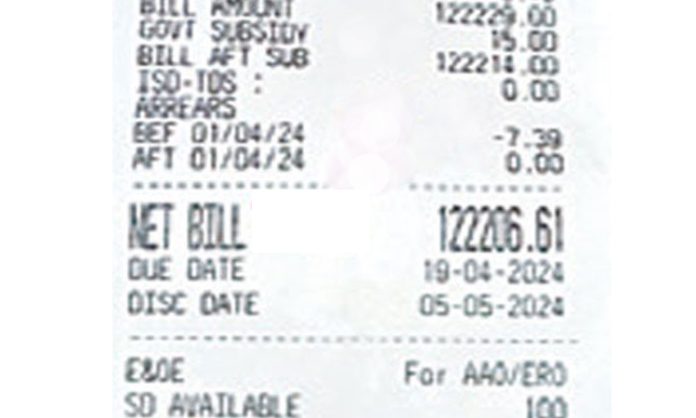 BILL AMOUNT 122229.00
GOVT SUBSIDY 15.00
BILL AFT SUB 122214.00
ISD-TDS : 0.00
ARREARS
BEF 01/04/24 -7.39
AFT 01/04/24 0.00
NET BILL 122206.61
DUE DATE 19-04-2024
DISC DATE 05-05-2024
E&OE For AAO/ERO
SD AVAILABLE 100